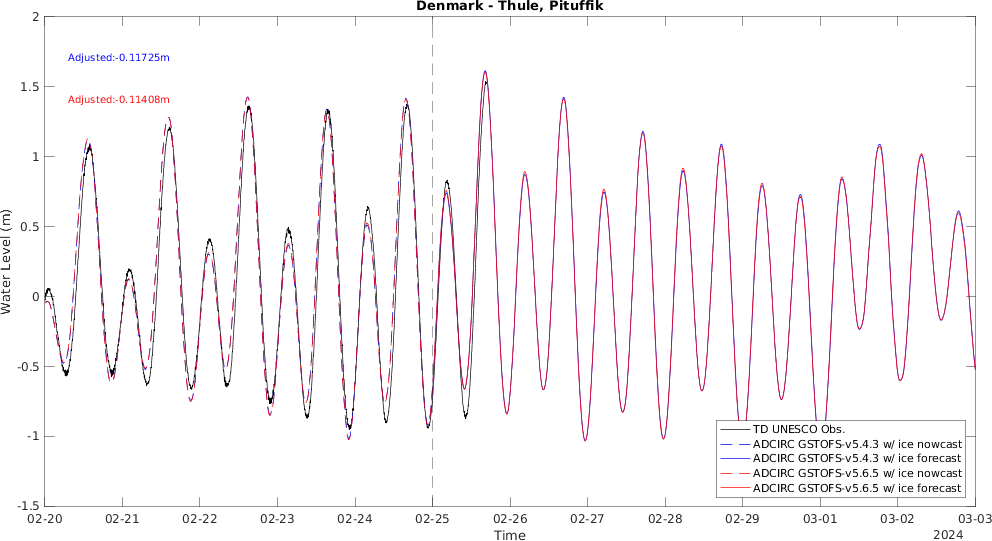 Denmark - Thule, Pituffik
2
Adjusted:-0.11725m
1.5
Adjusted:-0.11408m
1
0.5
Water Level (m)
0
-0.5
-1
TD UNESCO Obs.
ADCIRC GSTOFS-v5.4.3 w/ ice nowcast
ADCIRC GSTOFS-v5.4.3 w/ ice forecast
ADCIRC GSTOFS-v5.6.5 w/ ice nowcast
ADCIRC GSTOFS-v5.6.5 w/ ice forecast
-1.5
02-20 02-21 02-22 02-23 02-24 02-25 02-26 02-27 02-28 02-29 03-01 03-02 03-03
Time
2024